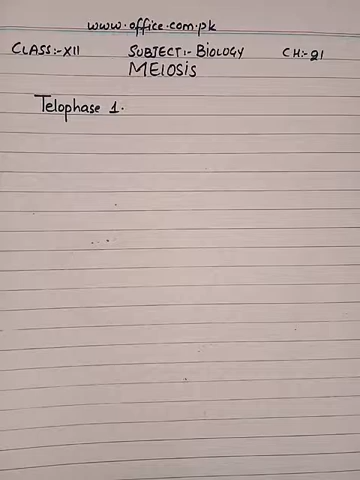 www.office.com.pk
CLASS:-XII SUBJECT:- BIOLOGY CH:-21
MEIOSIS
Telophase 1.